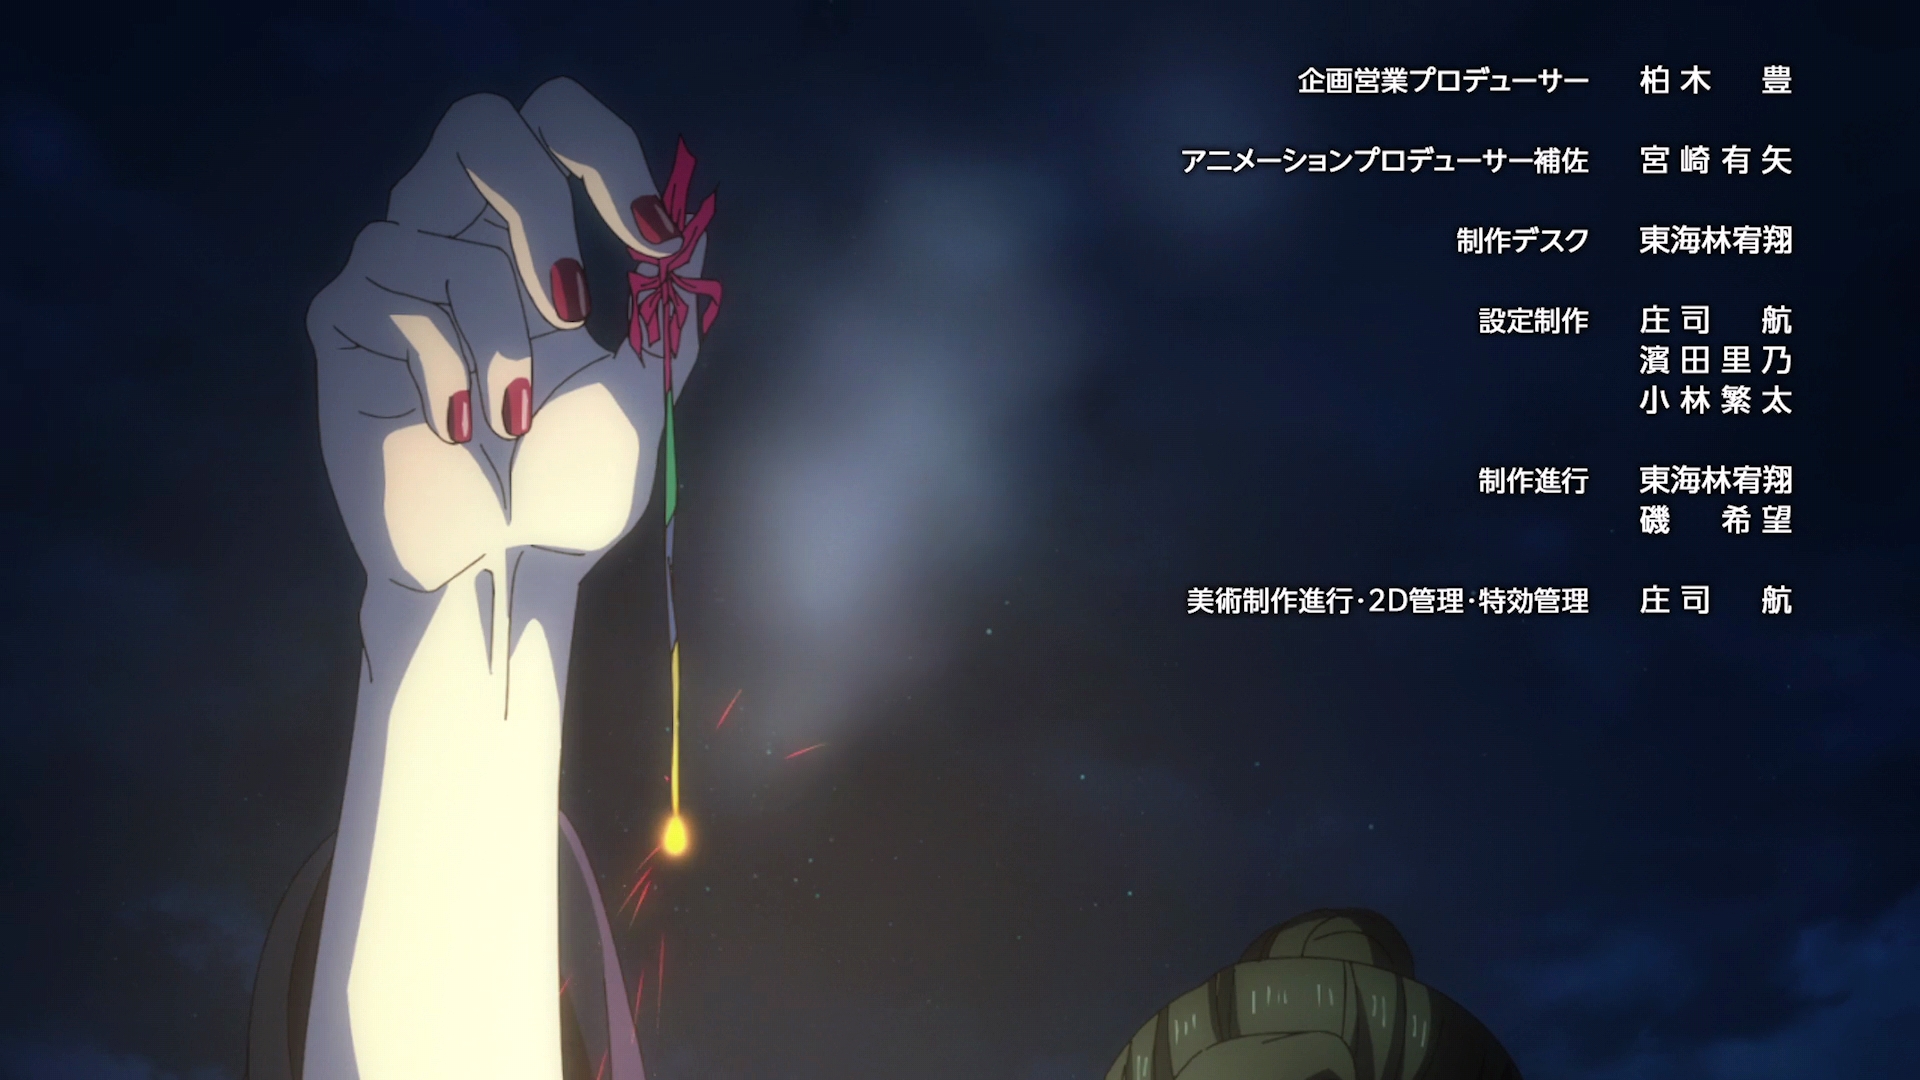 企画営業プロデューサー 柏木 豊
アニメーションプロデューサー補佐 宮崎有矢
制作デスク 東海林宥翔
設定制作 庄司 航
濱田里乃
小林繁太
制作進行 東海林宥翔
磯 希望
美術制作進行・2D管理・特効管理 庄司 航